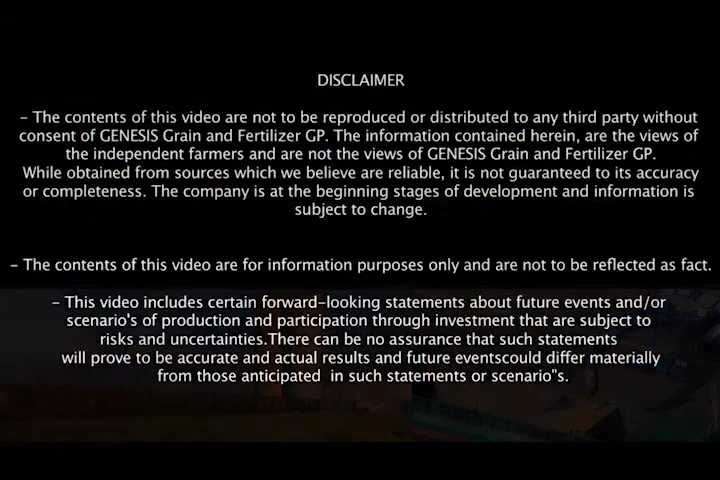 DISCLAIMER
- The contents of this video are not to be reproduced or distributed to any third party without
consent of GENESIS Grain and Fertilizer GP. The information contained herein, are the views of
the independent farmers and are not the views of GENESIS Grain and Fertilizer GP.
While obtained from sources which we believe are reliable, it is not guaranteed to its accuracy
or completeness. The company is at the beginning stages of development and information is
subject to change.
- The contents of this video are for information purposes only and are not to be reflected as fact.
- This video includes certain forward-looking statements about future events and/or
scenario's of production and participation through investment that are subject to
risks and uncertainties.There can be no assurance that such statements
will prove to be accurate and actual results and future eventscould differ materially
from those anticipated  in such statements or scenario"s.